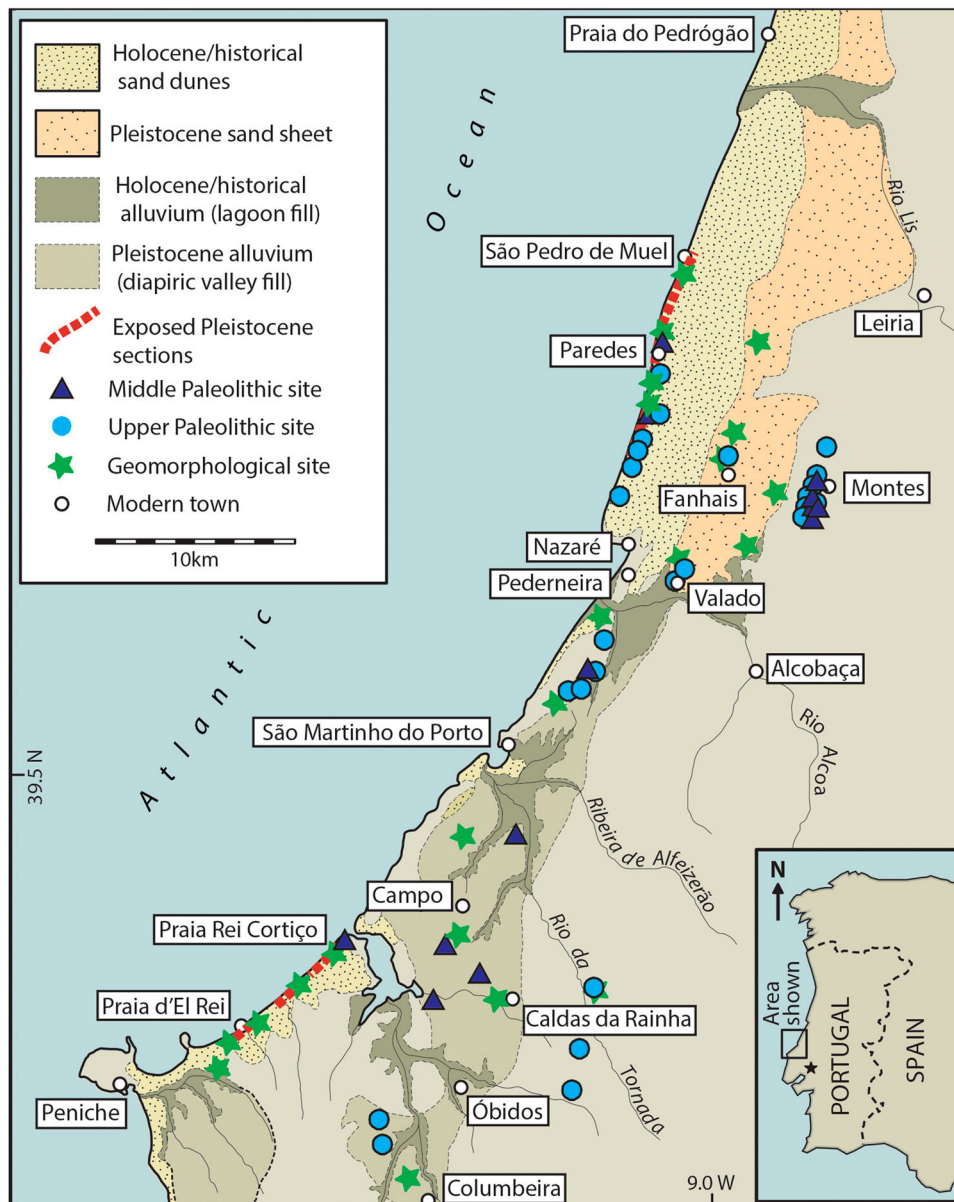 Holocene/historical
sand dunes
Pleistocene sand sheet
Holocene/historical
alluvium (lagoon fill)
Pleistocene alluvium
(diapiric valley fill)
Exposed Pleistocene
sections
Middle Paleolithic site
Upper Paleolithic site
Geomorphological site
Modern town
10km
Praia do Pedrógão
Atlantic Ocean
Rio Lis
São Pedro de Muel
Leiria
Paredes
Montes
Fanhais
Nazaré
Pederneira
Valado
Alcobaça
São Martinho do Porto
Rio Alcoa
39.5 N
Ribeira de Alfeizerão
Campo
Praia Rei Cortiço
Rio da Tornada
Praia d'El Rei
Caldas da Rainha
Peniche
Óbidos
Columbeira
9.0 W
N
Area
shown
PORTUGAL
SPAIN